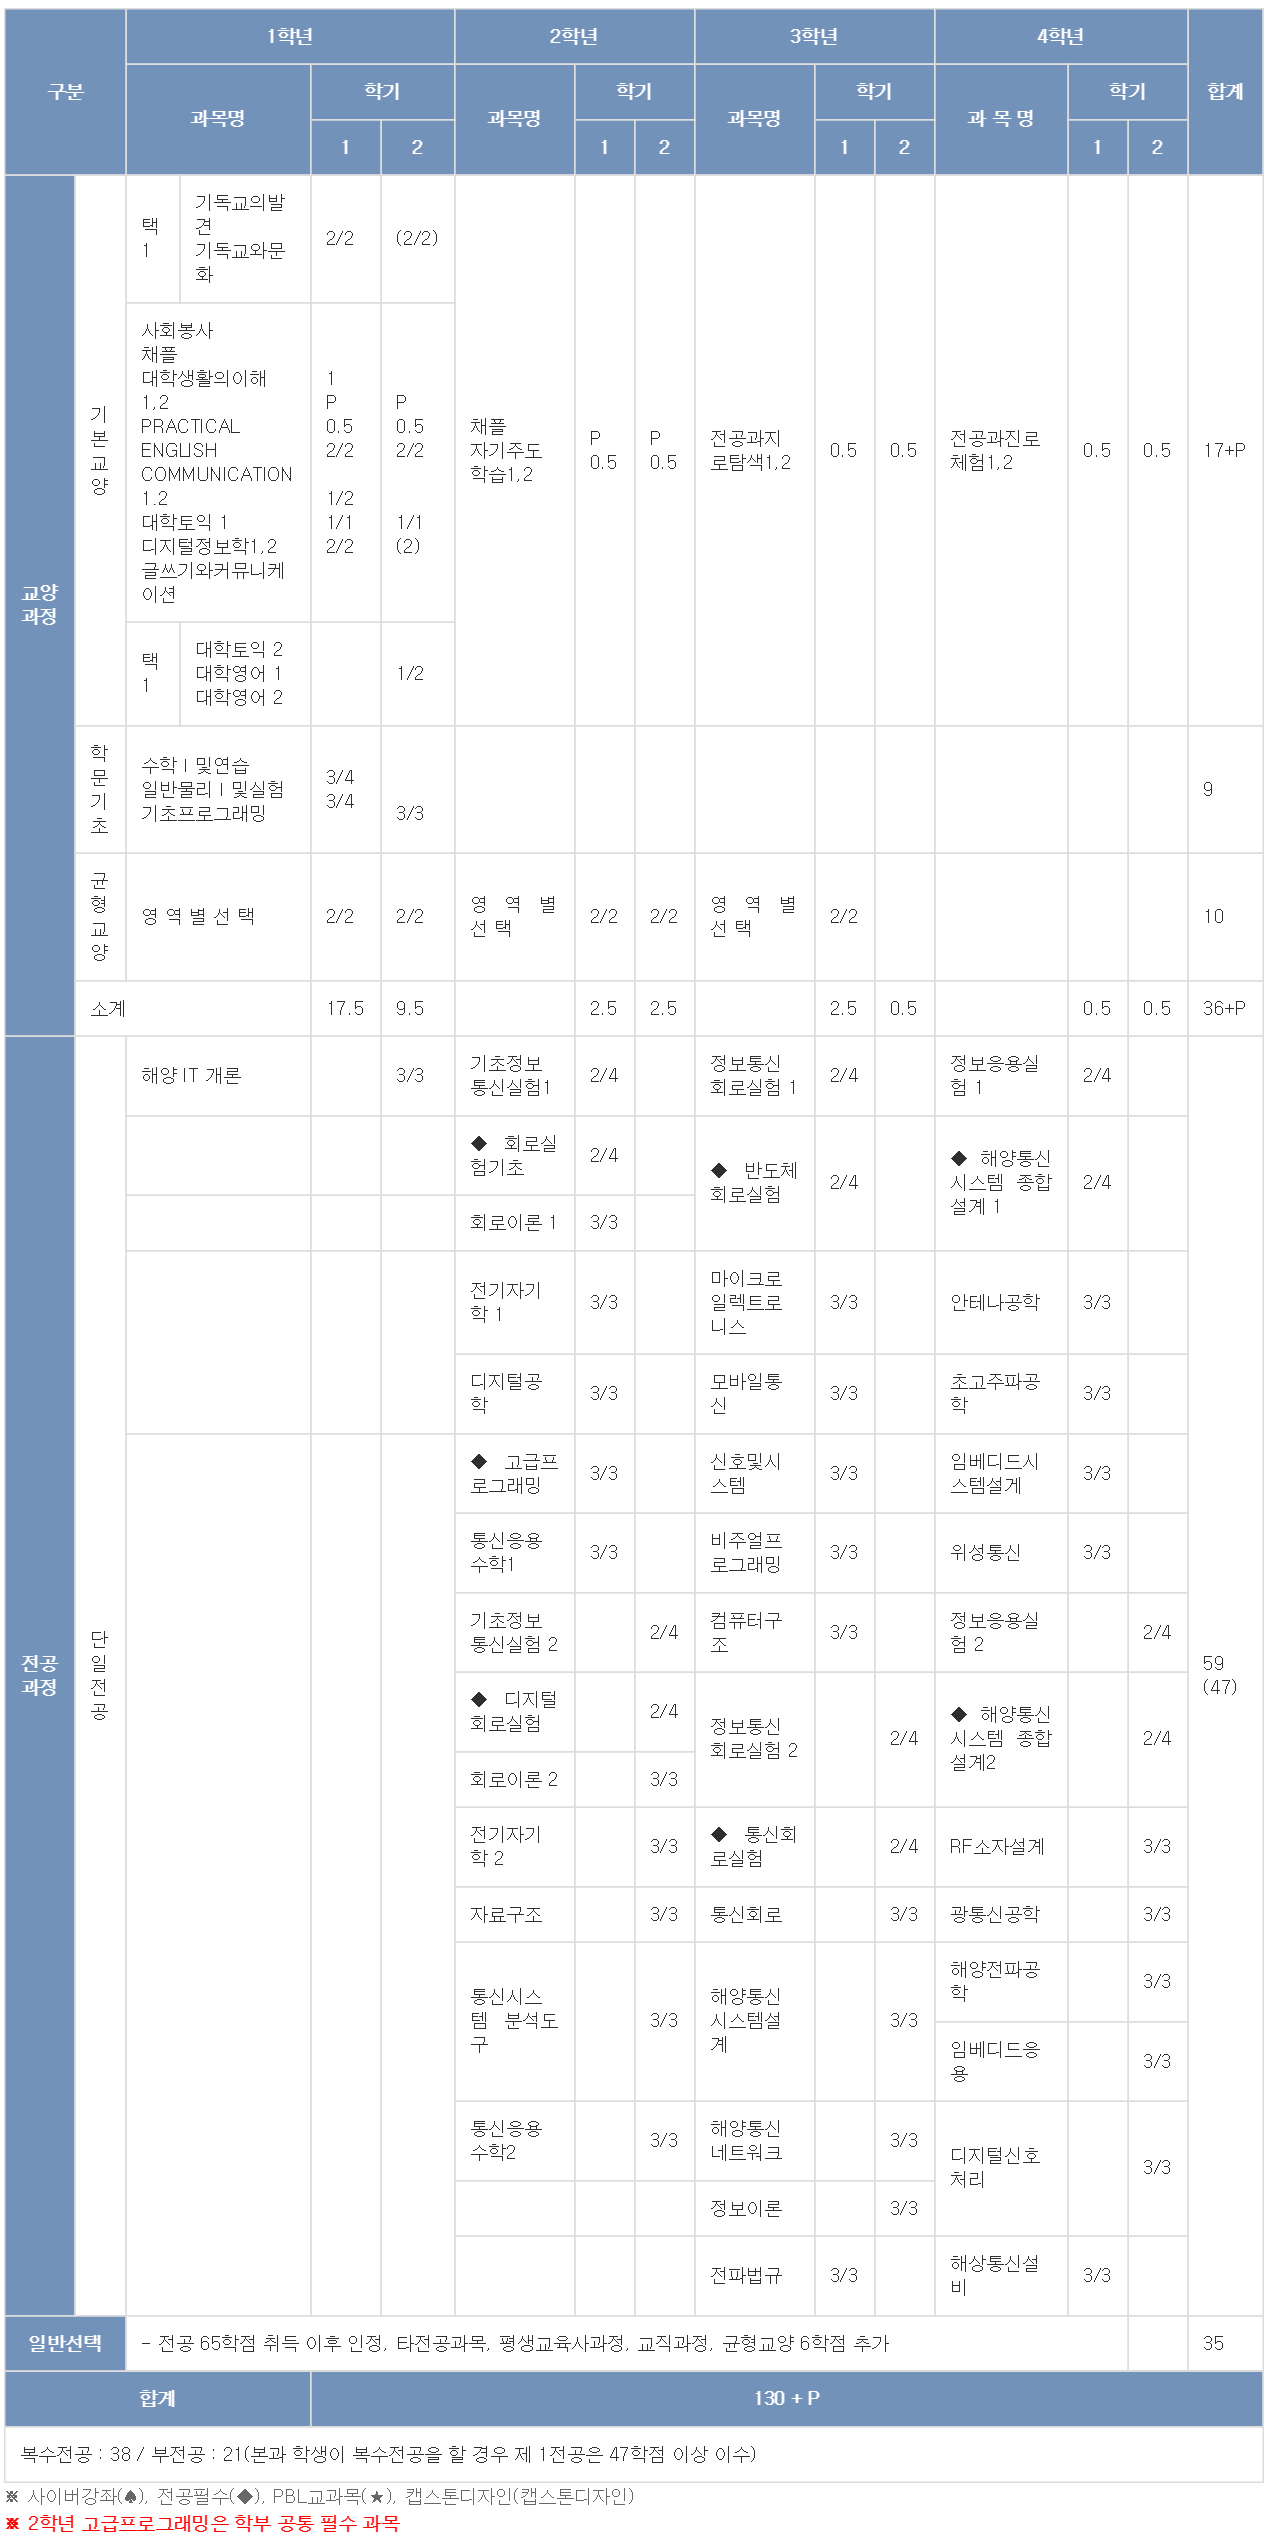 구분 1학년 2학년 3학년 4학년 합계
과목명 학기 과목명 학기 과목명 학기 과 목 명 학기
1 2 1 2 1 2 1 2
교양
과정
기
본
교
양
택
1
기독교의발
견
기독교와문
화
2/2 (2/2)
사회봉사
채플
대학생활의이해
1,2
PRACTICAL
ENGLISH
COMMUNICATION
1.2
대학토익 1
디지털정보학1,2
글쓰기와커뮤니케
이션
1
P
0.5
2/2
1/2
1/1
2/2
P
0.5
2/2
1/1
(2)
택
1
대학토익 2
대학영어 1
대학영어 2
1/2
채플
자기주도
학습1,2
P
0.5
P
0.5
전공과지
로탐색1,2
0.5 0.5
전공과진로
체험1,2
0.5 0.5 17+P
학
문
기
초
수학 I 및연습
일반물리 I 및실험
기초프로그래밍
3/4
3/4
3/3
9
균
형
교
양
영 역 별 선 택 2/2 2/2
영 역 별
선 택
2/2 2/2
영 역 별
선 택
2/2
10
소계 17.5 9.5 2.5 2.5 2.5 0.5 0.5 0.5 36+P
전공
과정
단
일
전
공
해양 IT 개론 3/3
기초정보
통신실험1
2/4
정보통신
회로실험 1
2/4
정보응용실
험 1
2/4
◆ 회로실
험기초
2/4
◆ 반도체
회로실험
2/4
◆ 해양통신
시스템 종합
설계 1
2/4
회로이론 1 3/3
전기자기
학 1
3/3
마이크로
일렉트로
니스
3/3
안테나공학 3/3
디지털공
학
3/3
모바일통
신
3/3
초고주파공
학
3/3
◆ 고급프
로그래밍
3/3
신호및시
스템
3/3
임베디드시
스템설게
3/3
통신응용
수학1
3/3
비주얼프
로그래밍
3/3
위성통신 3/3
기초정보
통신실험 2
2/4
컴퓨터구
조
3/3
정보응용실
험 2
2/4
◆ 디지털
회로실험
2/4
정보통신
회로실험 2
2/4
◆ 해양통신
시스템 종합
설계2
2/4
회로이론 2 3/3
전기자기
학 2
3/3
◆ 통신회
로실험
2/4
RF소자설계 3/3
자료구조 3/3 통신회로 3/3 광통신공학 3/3
통신시스
템 분석도
구
3/3
해양통신
시스템설
계
3/3
해양전파공
학
3/3
임베디드응
용
3/3
통신응용
수학2
3/3
해양통신
네트워크
3/3
디지털신호
처리
3/3
정보이론 3/3
전파법규 3/3
해상통신설
비
3/3
59
(47)
일반선택 - 전공 65학점 취득 이후 인정, 타전공과목, 평생교육사과정, 교직과정, 균형교양 6학점 추가 35
합계 130 + P
복수전공 : 38 / 부전공 : 21(본과 학생이 복수전공을 할 경우 제 1전공은 47학점 이상 이수)
※ 사이버강좌(♠), 전공필수(◆), PBL교과목(★), 캡스톤디자인(캡스톤디자인)
※ 2학년 고급프로그래밍은 학부 공통 필수 과목